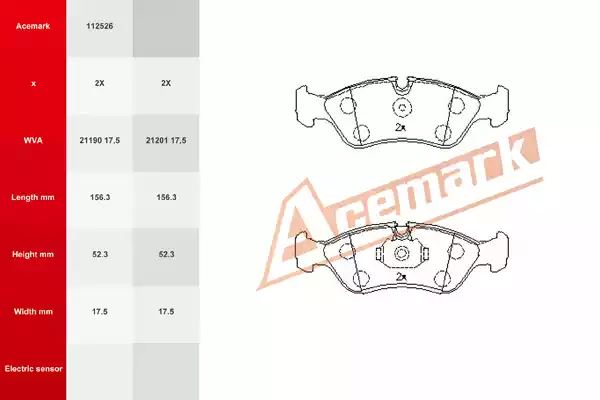 Acemark 112526
x 2X 2X
WVA 21190 17,5 21201 17,5
Length mm 156.3 156.3
Height mm 52.3 52.3
Width mm 17.5 17.5
Electric sensor
2x
Acemark
2x